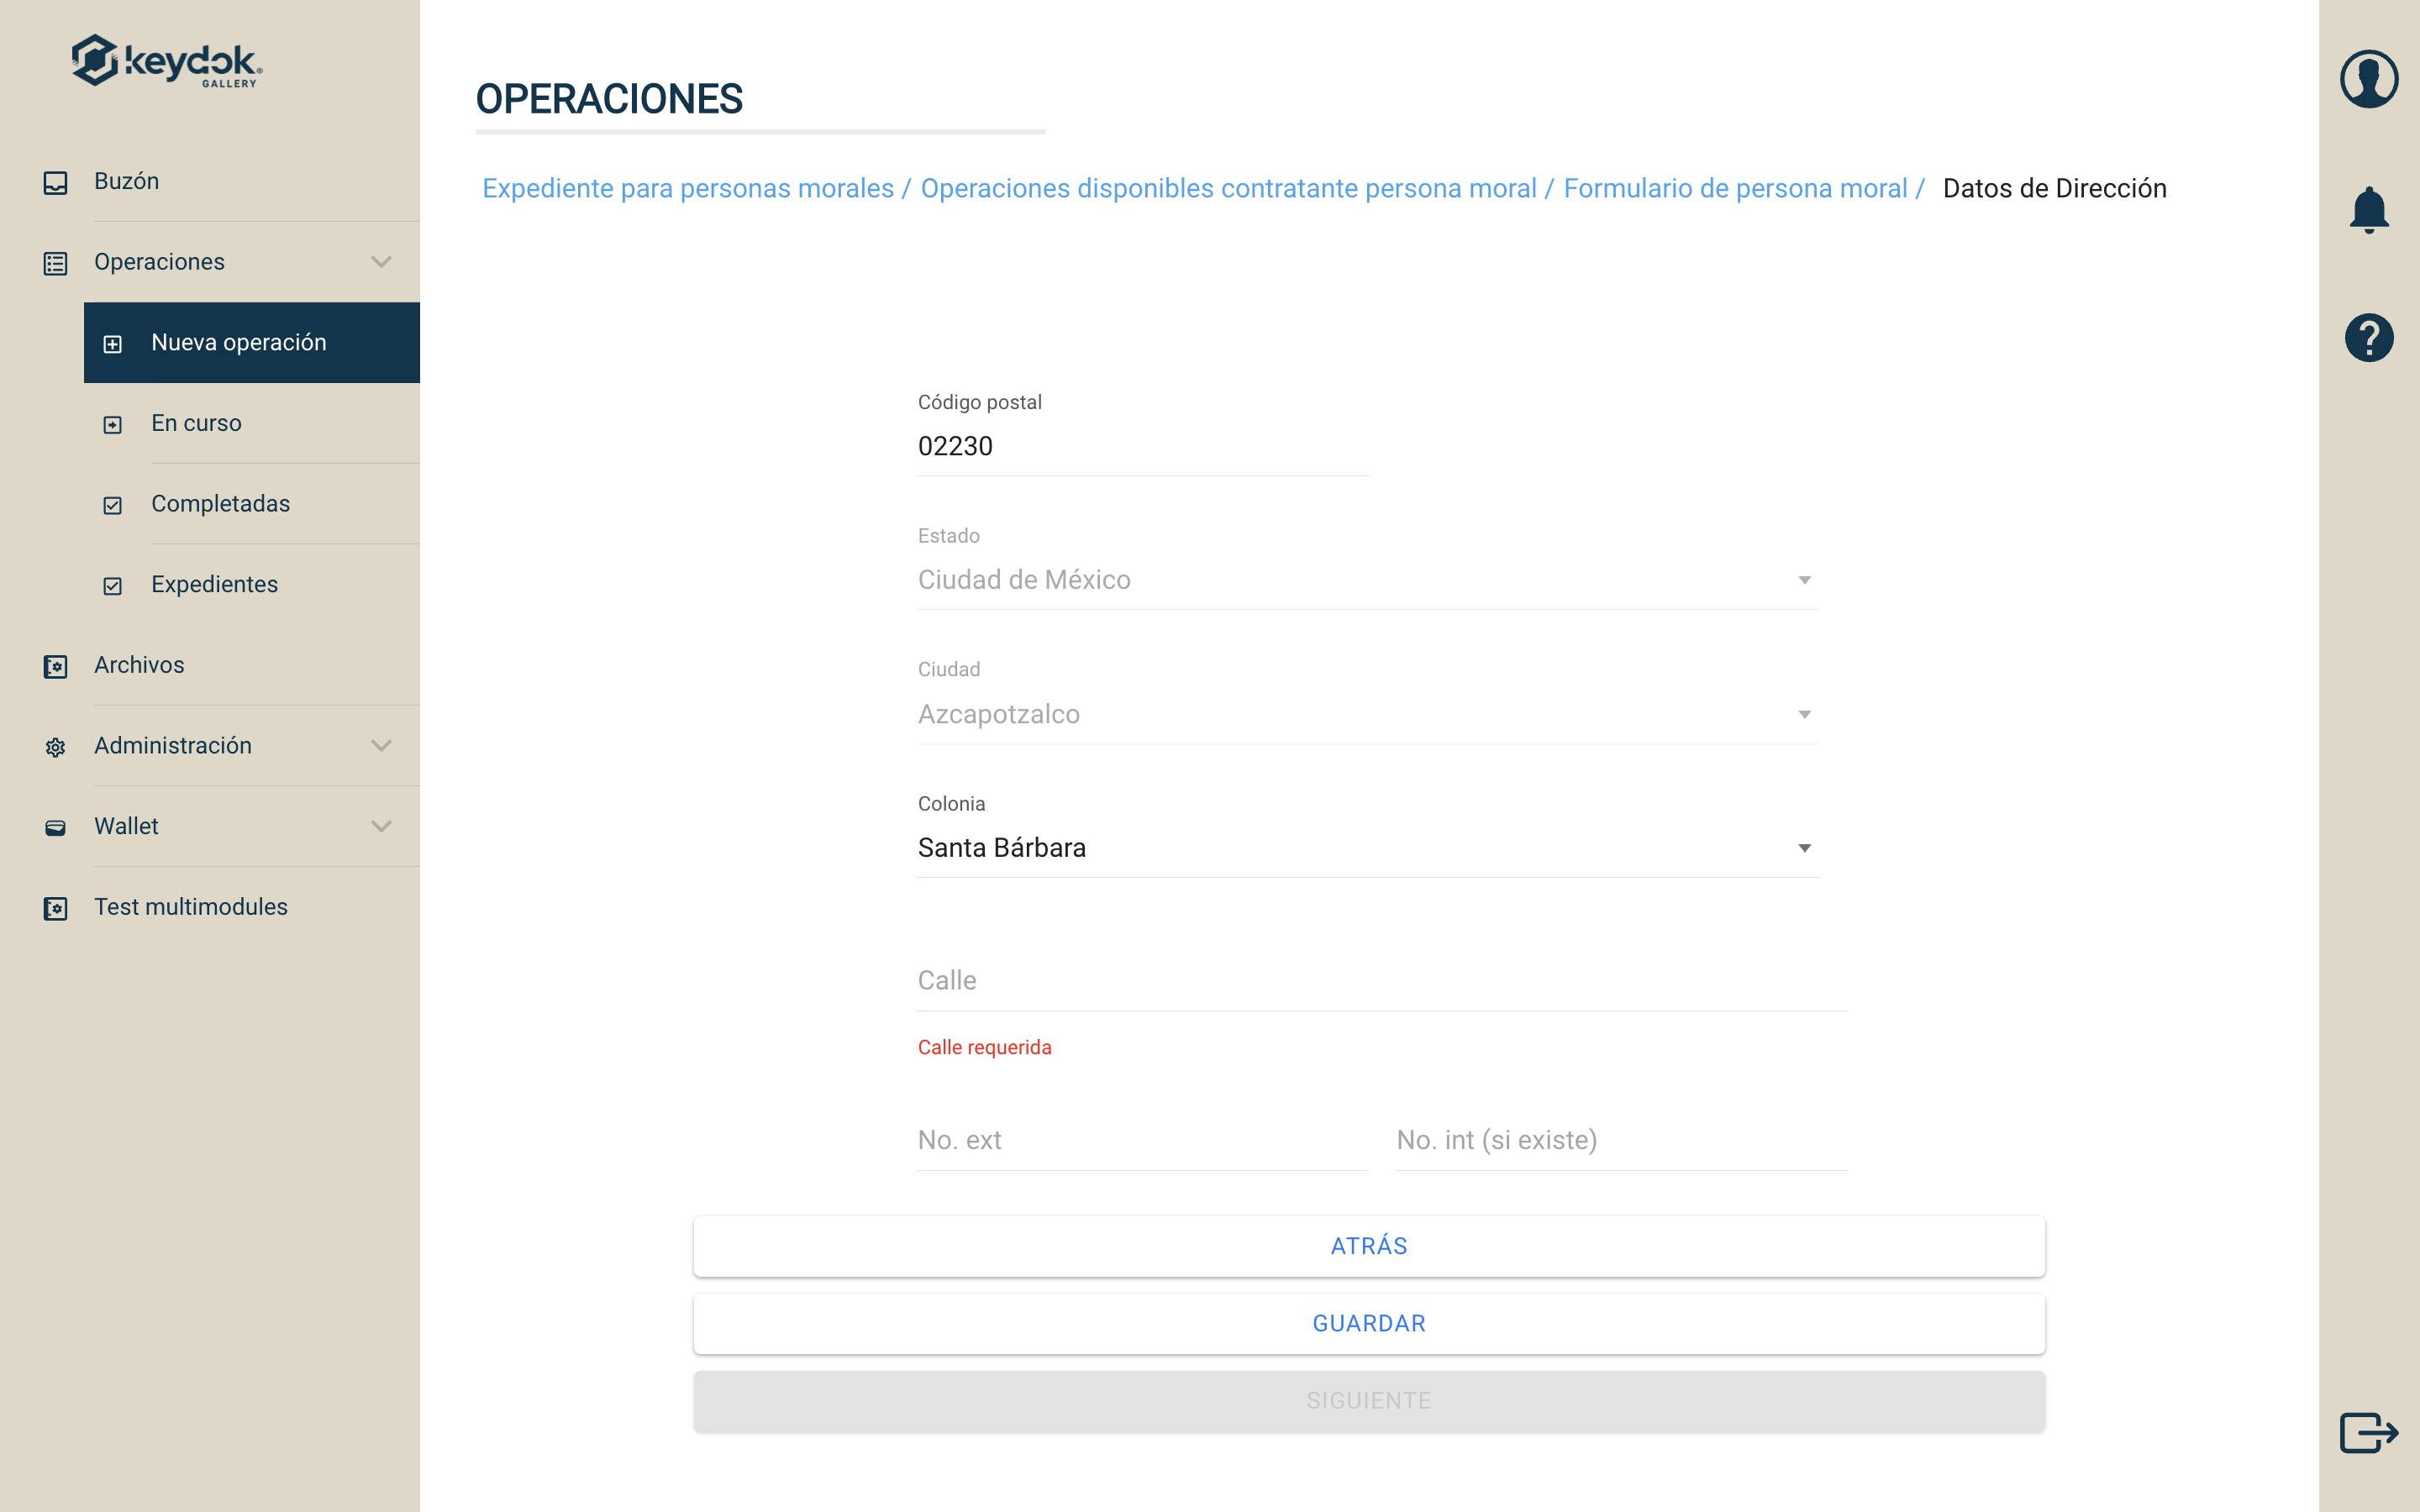 keydok®
GALLERY
Buzón
Operaciones
Nueva operación
En curso
Completadas
Expedientes
Archivos
Administración
Wallet
Test multimodules
OPERACIONES
Expediente para personas morales / Operaciones disponibles contratante persona moral / Formulario de persona moral / Datos de Dirección
Código postal
02230
Estado
Ciudad de México
Ciudad
Azcapotzalco
Colonia
Santa Bárbara
Calle
Calle requerida
No. ext No. int (si existe)
ATRÁS
GUARDAR
SIGUIENTE